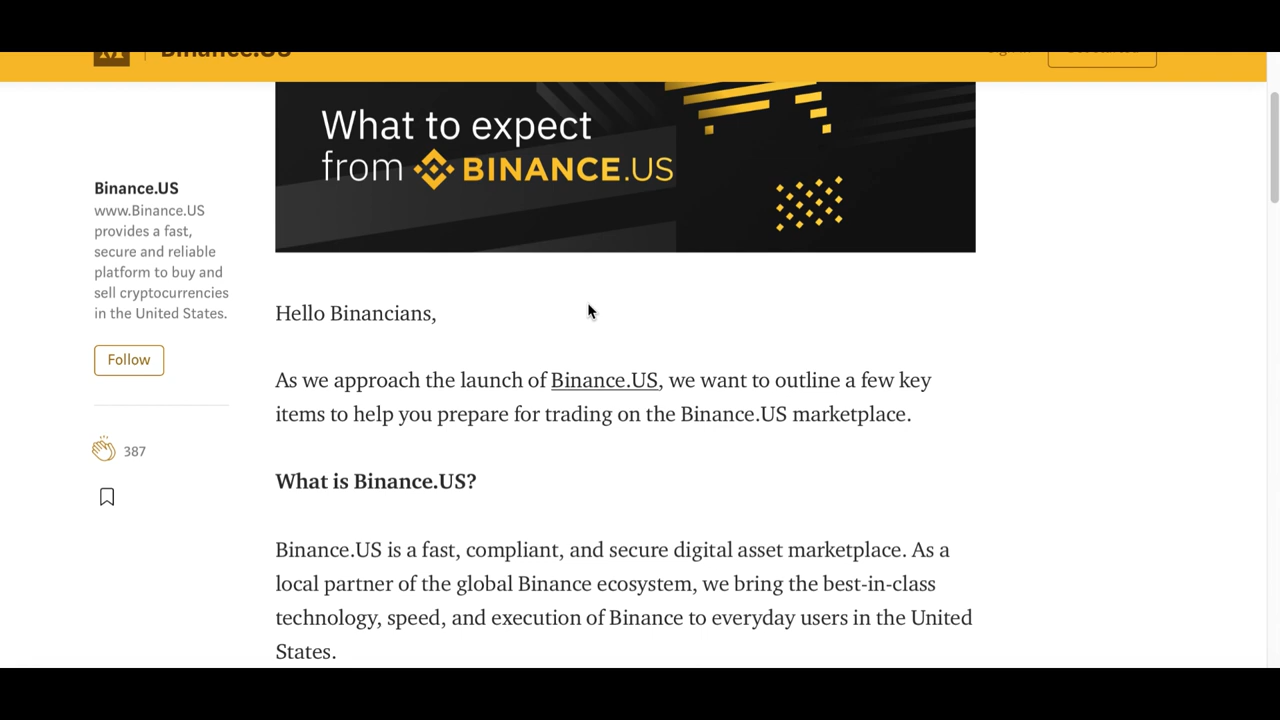 Binance.US
What to expect
from BINANCE.US
Binance.US
www.Binance.US
provides a fast,
secure and reliable
platform to buy and
sell cryptocurrencies
in the United States.
Follow
387
Hello Binancians,
As we approach the launch of Binance.US, we want to outline a few key
items to help you prepare for trading on the Binance.US marketplace.
What is Binance.US?
Binance.US is a fast, compliant, and secure digital asset marketplace. As a
local partner of the global Binance ecosystem, we bring the best-in-class
technology, speed, and execution of Binance to everyday users in the United
States.